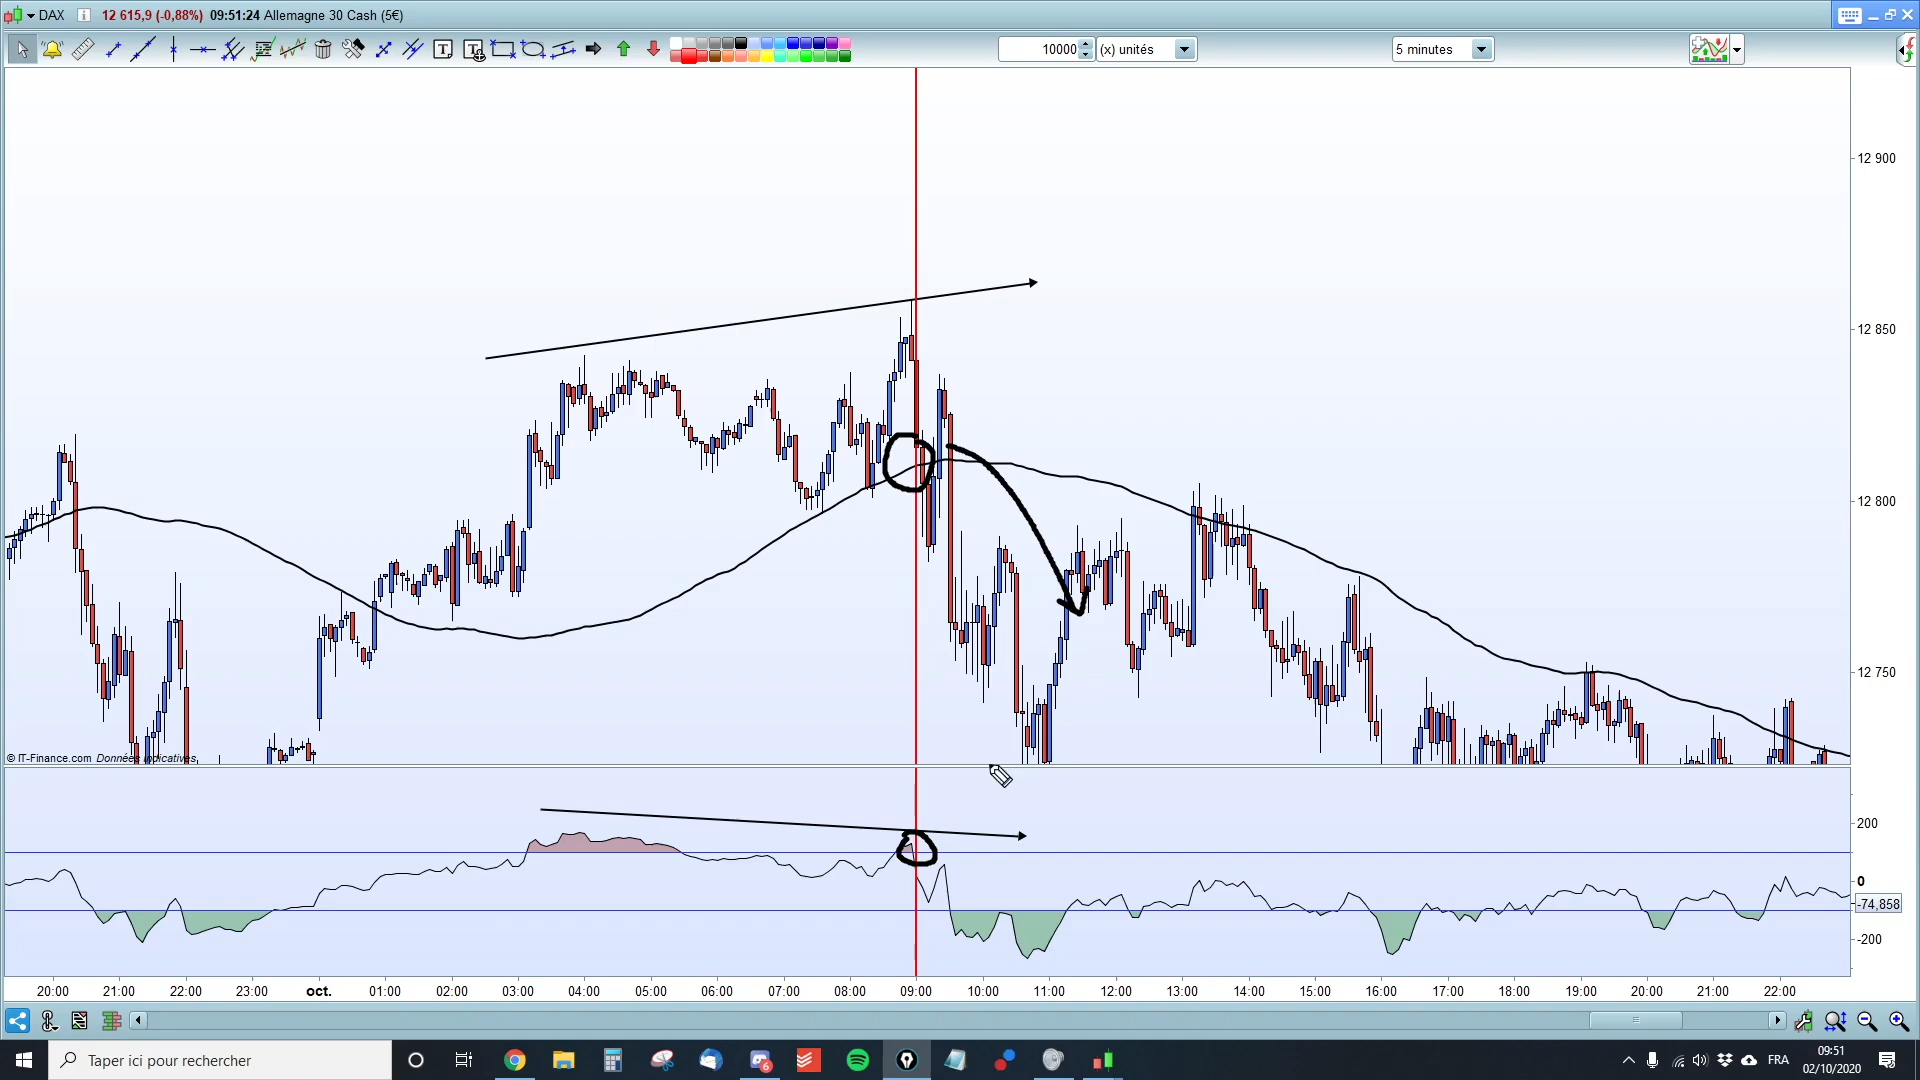 DAX 12 615,9 (-0,88%) 09:51:24 Allemagne 30 Cash (5€)
10000 (x) unités 5 minutes
12 900
12 850
12 800
12 750
© IT-Finance.com Données indicatives
200
0
-74,858
-200
20:00 21:00 22:00 23:00 oct. 01:00 02:00 03:00 04:00 05:00 06:00 07:00 08:00 09:00 10:00 11:00 12:00 13:00 14:00 15:00 16:00 17:00 18:00 19:00 20:00 21:00 22:00
Taper ici pour rechercher
6
FRA
09:51
02/10/2020